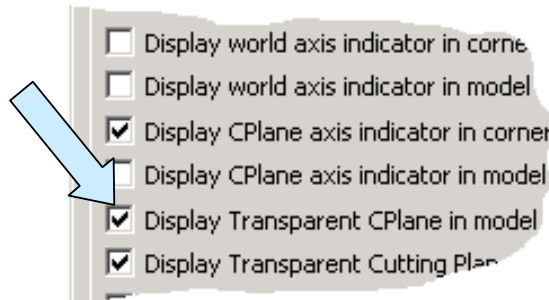 Display world axis indicator in corne
Display world axis indicator in model
Display CPlane axis indicator in corner
Display CPlane axis indicator in model
Display Transparent CPlane in model
Display Transparent Cutting Plan